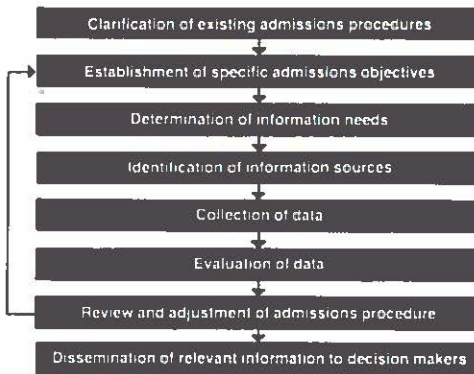 Clarification of existing admissions procedures
Establishment of specific admissions objectives
Determination of information needs
Identification of information sources
Collection of data
Evaluation of data
Review and adjustment of admissions procedure
Dissemination of relevant information to decision makers